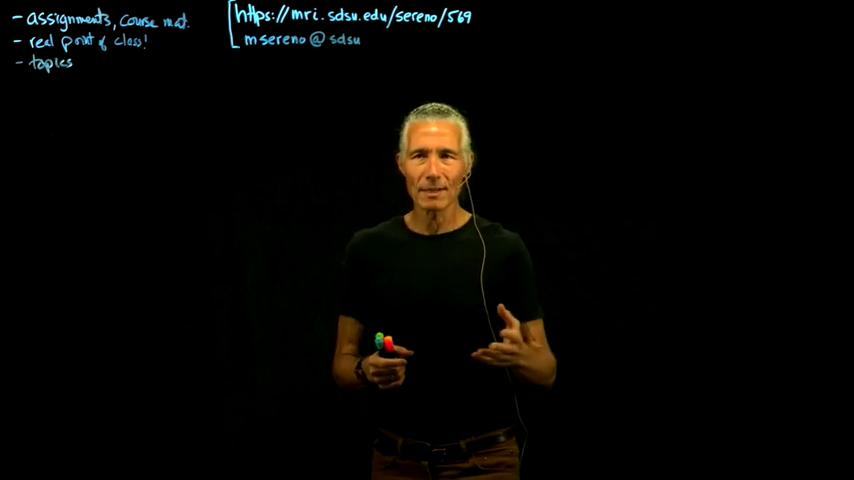 - assignments, course mat.
- real point of class!
- topics
https://mri.sdsu.edu/sereno/569
msereno@sdsu